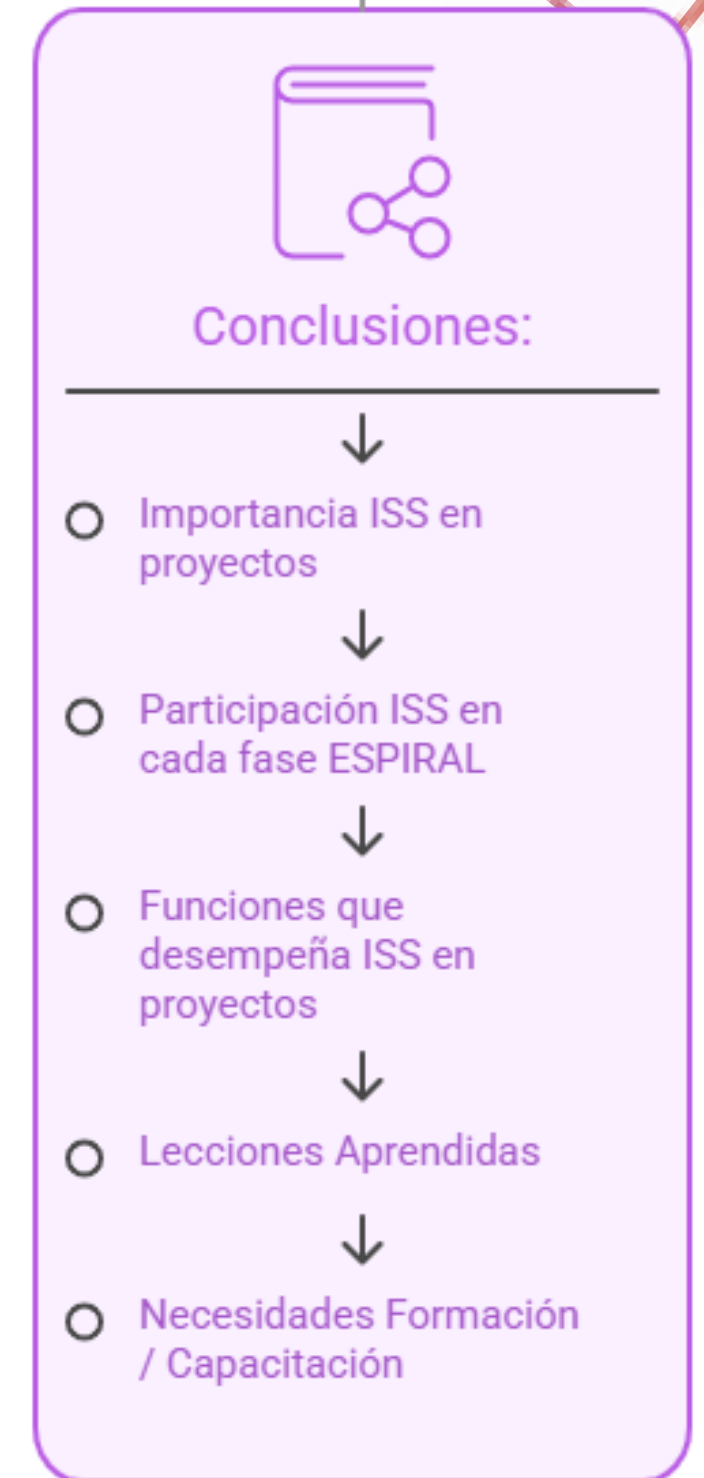 Conclusiones:
Importancia ISS en
proyectos
Participación ISS en
cada fase ESPIRAL
Funciones que
desempeña ISS en
proyectos
Lecciones Aprendidas
Necesidades Formación
/ Capacitación